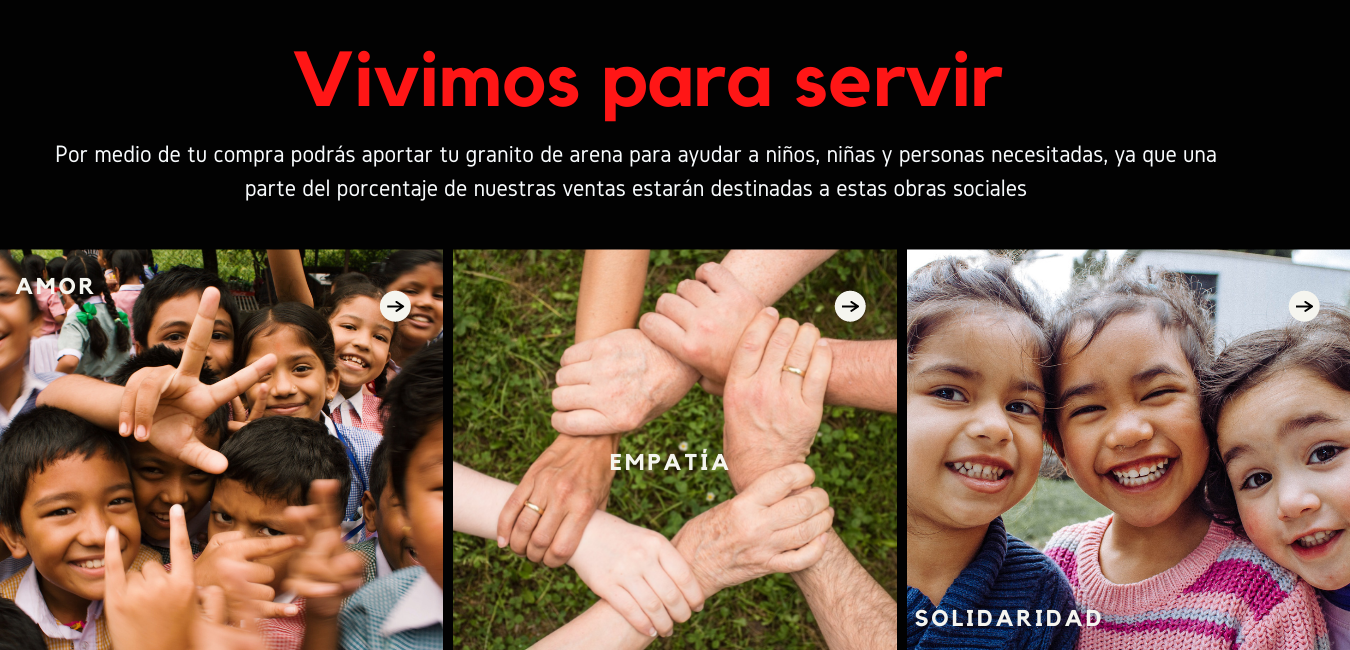 Vivimos para servir
Por medio de tu compra podrás aportar tu granito de arena para ayudar a niños, niñas y personas necesitadas, ya que una
parte del porcentaje de nuestras ventas estarán destinadas a estas obras sociales
AMOR
EMPATÍA
SOLIDARIDAD